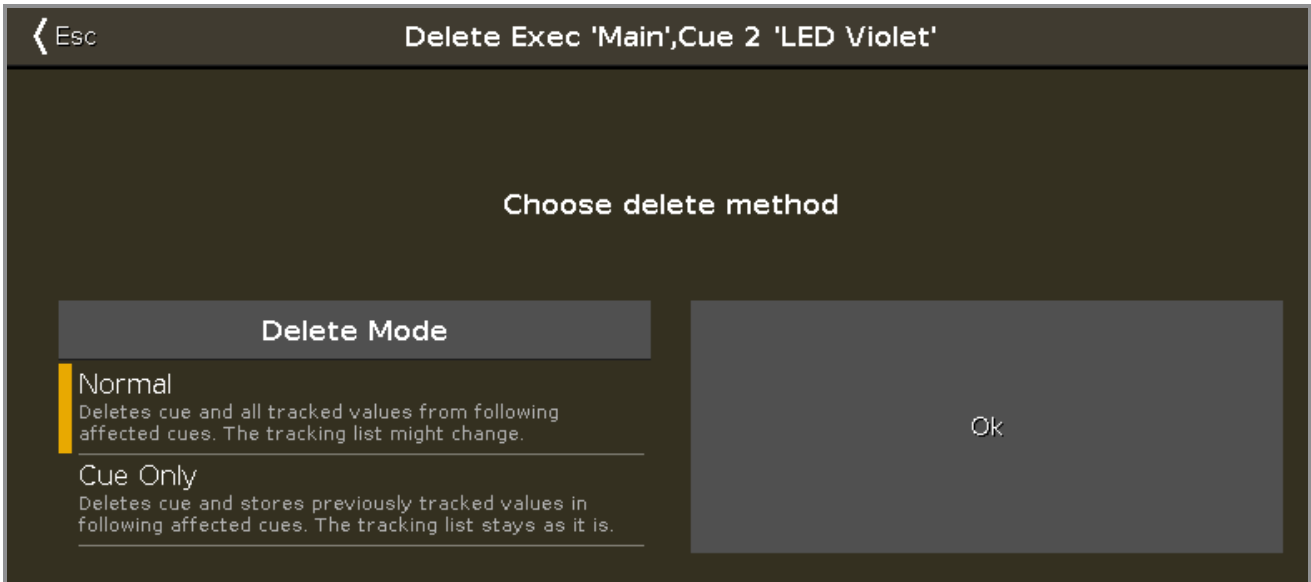 Esc
Delete Exec 'Main',Cue 2 'LED Violet'
Choose delete method
Delete Mode
Normal
Deletes cue and all tracked values from following
affected cues. The tracking list might change.
Cue Only
Deletes cue and stores previously tracked values in
following affected cues. The tracking list stays as it is.
Ok